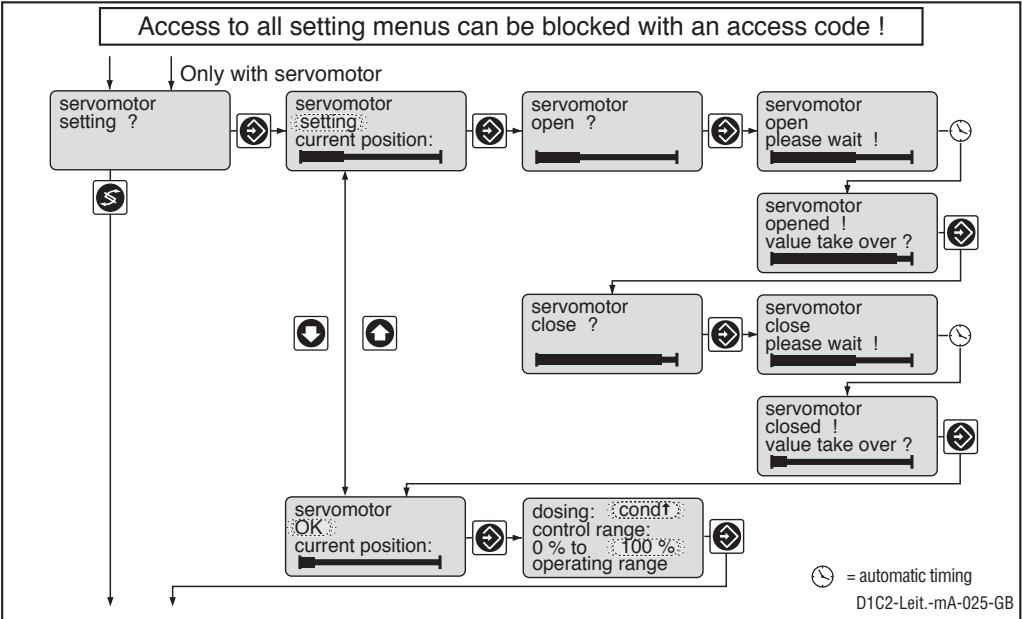 Access to all setting menus can be blocked with an access code !
Only with servomotor
servomotor
setting ?
servomotor
setting
current position:
servomotor
open ?
servomotor
open
please wait !
servomotor
opened !
value take over ?
servomotor
close ?
servomotor
close
please wait !
servomotor
closed !
value take over ?
servomotor
OK
current position:
dosing: cond↑
control range:
0 % to 100 %
operating range
= automatic timing
D1C2-Leit.-mA-025-GB